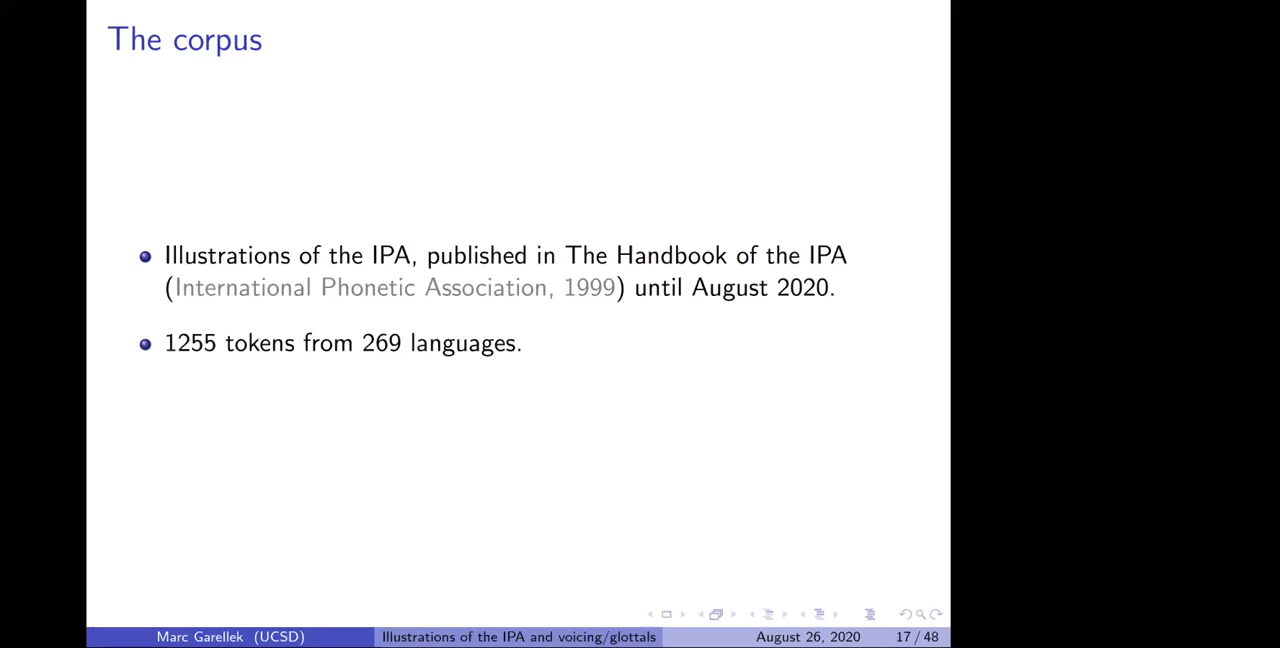 The corpus
Illustrations of the IPA, published in The Handbook of the IPA
(International Phonetic Association, 1999) until August 2020.
1255 tokens from 269 languages.
Marc Garellek (UCSD) Illustrations of the IPA and voicing/glottals August 26, 2020 17 / 48